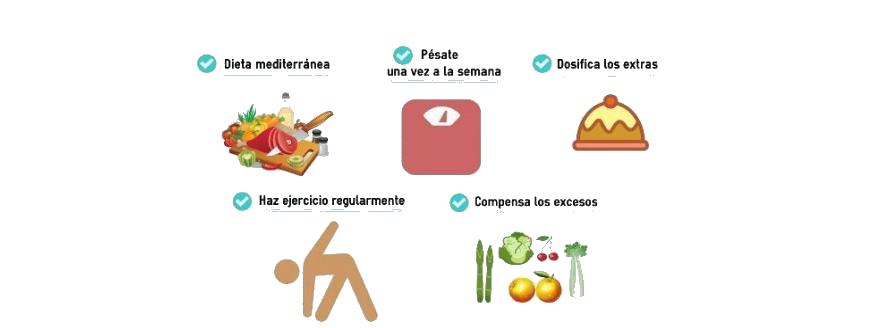 Dieta mediterránea
Pésate
una vez a la semana
Dosifica los extras
Haz ejercicio regularmente
Compensa los excesos